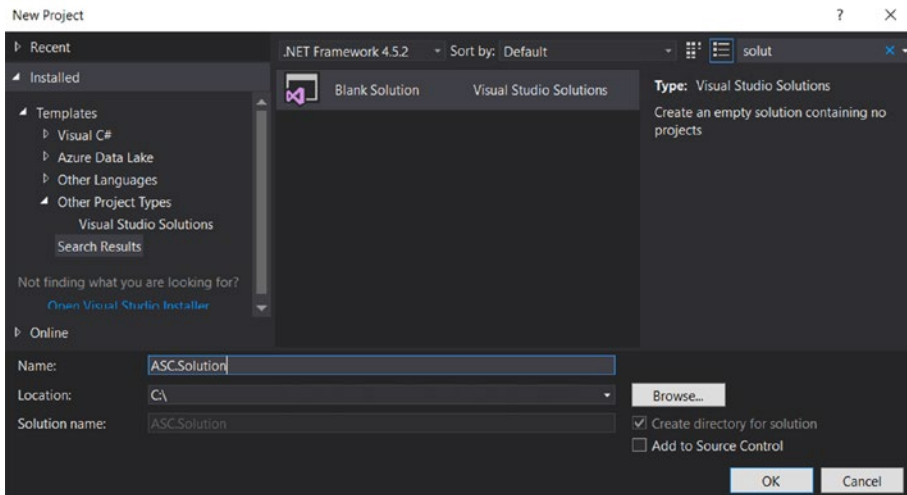 New Project
? ×
Recent
.NET Framework 4.5.2 Sort by: Default solut
Installed
Templates
Visual C#
Azure Data Lake
Other Languages
Other Project Types
Visual Studio Solutions
Search Results
Not finding what you are looking for?
Open Visual Studio Installer
Online
Blank Solution Visual Studio Solutions
Type: Visual Studio Solutions
Create an empty solution containing no
projects
Name: ASC.Solution
Location: C:\
Browse...
Solution name: ASC.Solution
Create directory for solution
Add to Source Control
OK Cancel